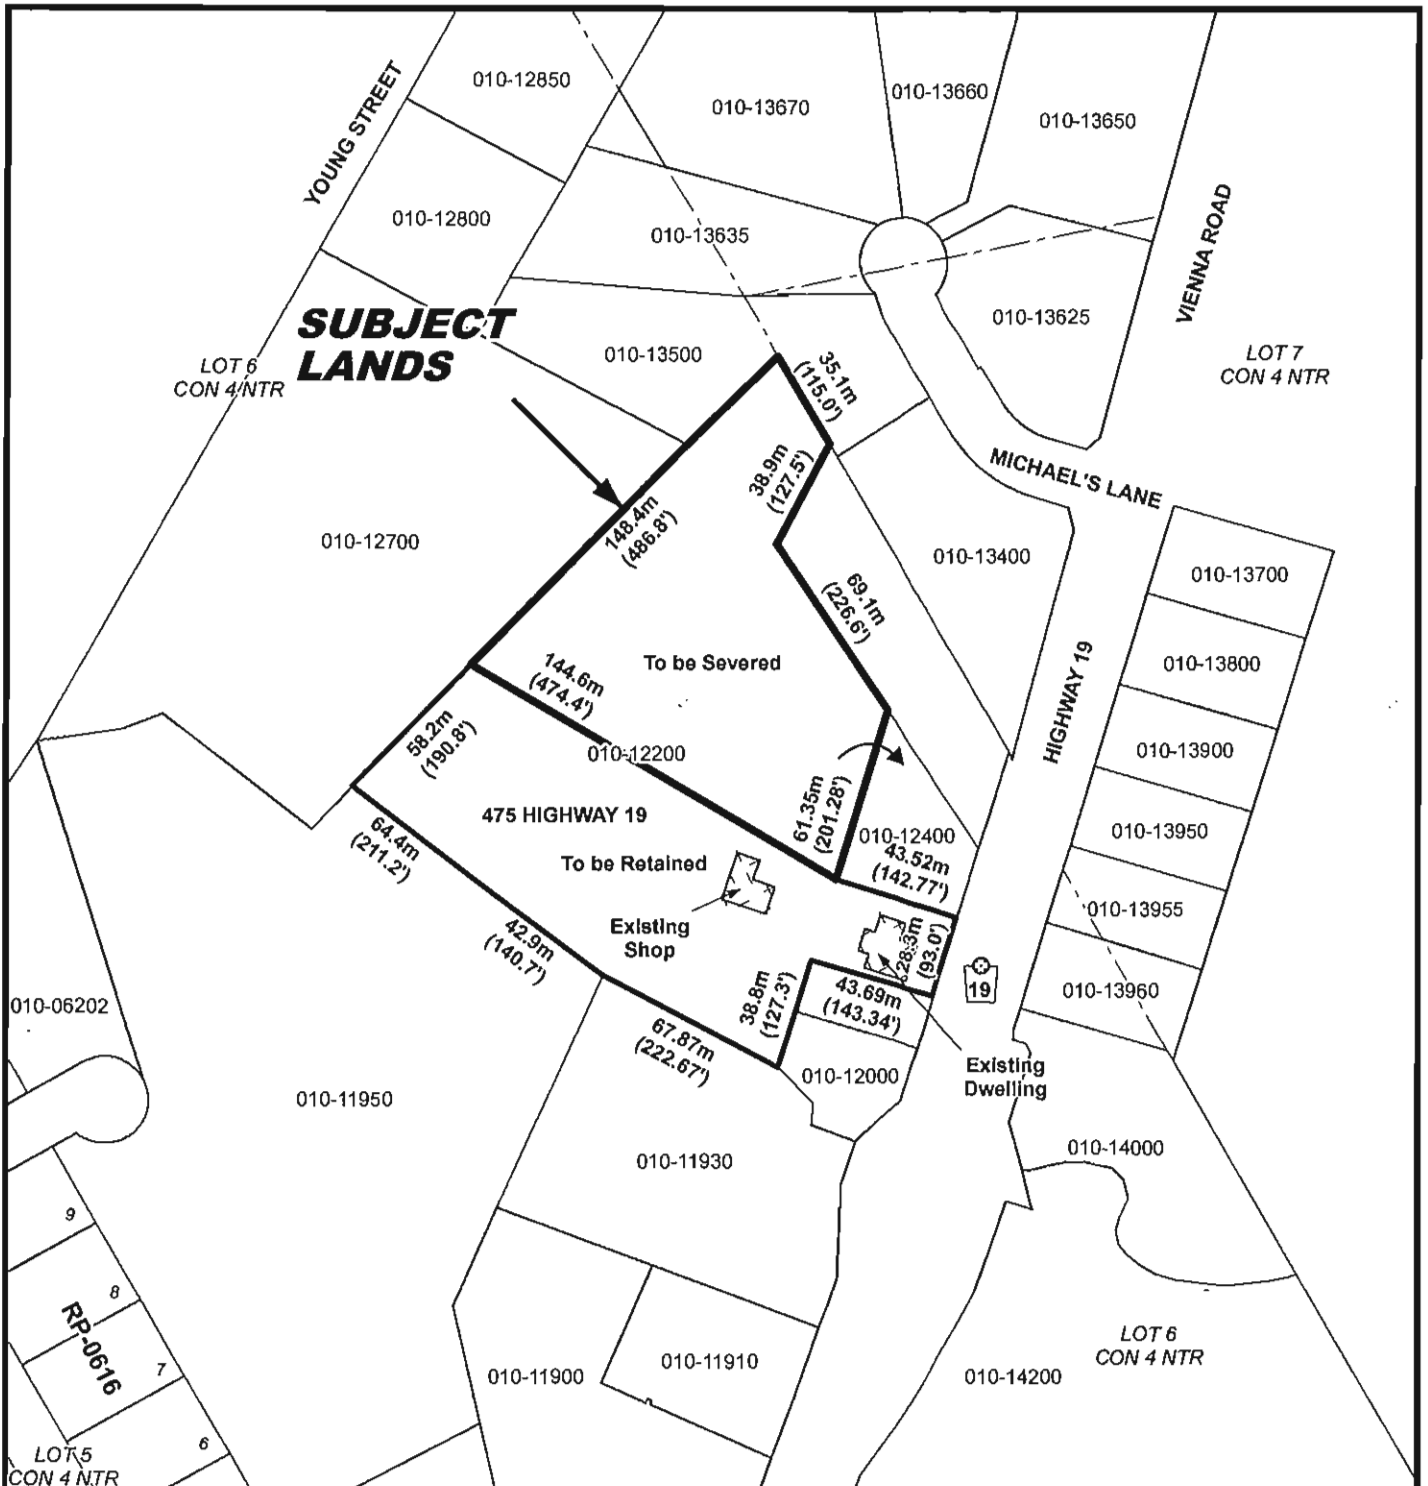 010-12850
010-13670
010-13660
010-13650
YOUNG STREET
010-12800
010-13635
VIENNA ROAD
010-13625
SUBJECT
LANDS
010-13500
LOT 6
CON 4 NTR
LOT 7
CON 4 NTR
35.1m
(115.0')
38.9m
(127.5')
MICHAEL'S LANE
148.4m
(486.8')
010-12700
010-13400
010-13700
69.1m
(226.6')
To be Severed
010-13800
144.6m
(474.4')
HIGHWAY 19
58.2m
(190.8')
010-12200
010-13900
61.35m
(201.28')
475 HIGHWAY 19
010-12400
010-13950
64.4m
(211.2')
To be Retained
43.52m
(142.77')
Existing
Shop
010-13955
42.9m
(140.7')
28.3m
(93.0')
19
010-13960
38.8m
(127.3')
43.69m
(143.34')
010-06202
67.87m
(222.67')
010-12000
Existing
Dwelling
010-11950
010-11930
010-14000
9
8
RP-0616
7
6
LOT 6
CON 4 NTR
010-11910
010-11900
010-14200
LOT 5
CON 4 NTR